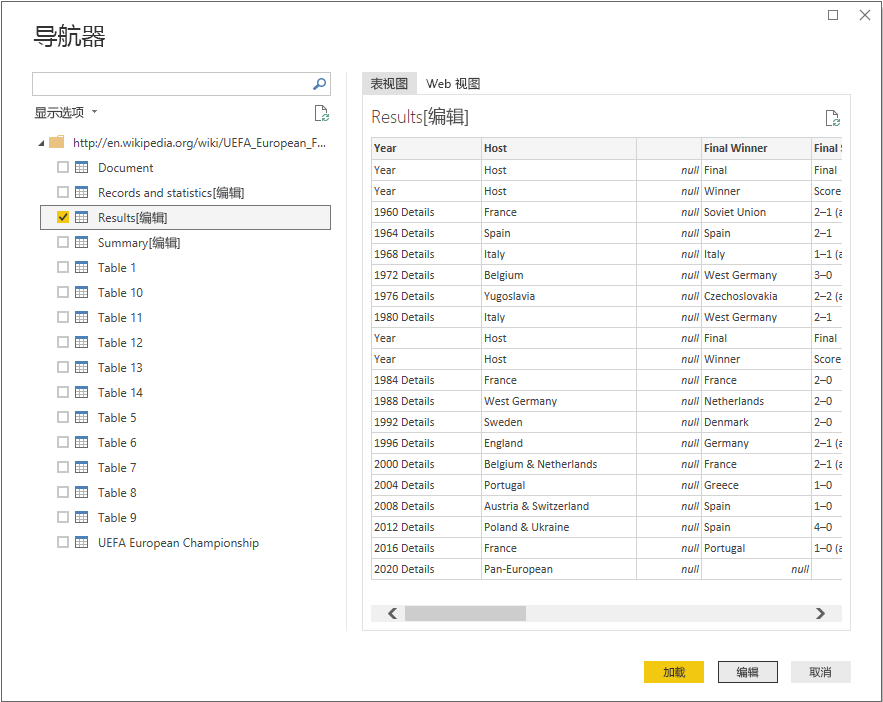 导航器
显示选项
http://en.wikipedia.org/wiki/UEFA_European_F...
Document
Records and statistics[编辑]
Results[编辑]
Summary[编辑]
Table 1
Table 10
Table 11
Table 12
Table 13
Table 14
Table 5
Table 6
Table 7
Table 8
Table 9
UEFA European Championship
表视图 Web 视图
Results[编辑]
Year Host Final Winner Final
Year Host null Final Final
Year Host null Winner Score
1960 Details France null Soviet Union 2–1 (a
1964 Details Spain null Spain 2–1
1968 Details Italy null Italy 1–1 (a
1972 Details Belgium null West Germany 3–0
1976 Details Yugoslavia null Czechoslovakia 2–2 (a
1980 Details Italy null West Germany 2–1
Year Host null Final Final
Year Host null Winner Score
1984 Details France null France 2–0
1988 Details West Germany null Netherlands 2–0
1992 Details Sweden null Denmark 2–0
1996 Details England null Germany 2–1 (a
2000 Details Belgium & Netherlands null France 2–1 (a
2004 Details Portugal null Greece 1–0
2008 Details Austria & Switzerland null Spain 1–0
2012 Details Poland & Ukraine null Spain 4–0
2016 Details France null Portugal 1–0 (a
2020 Details Pan-European null null
加载 编辑 取消